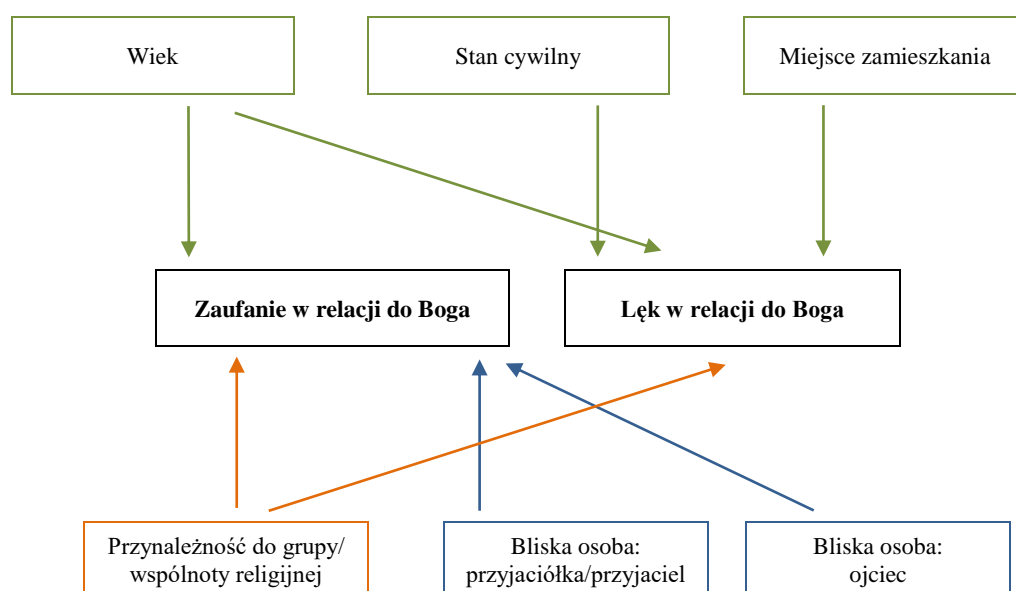 Wiek
Stan cywilny
Miejsce zamieszkania
Zaufanie w relacji do Boga
Lęk w relacji do Boga
Przynależność do grupy/
wspólnoty religijnej
Bliska osoba:
przyjaciółka/przyjaciel
Bliska osoba:
ojciec